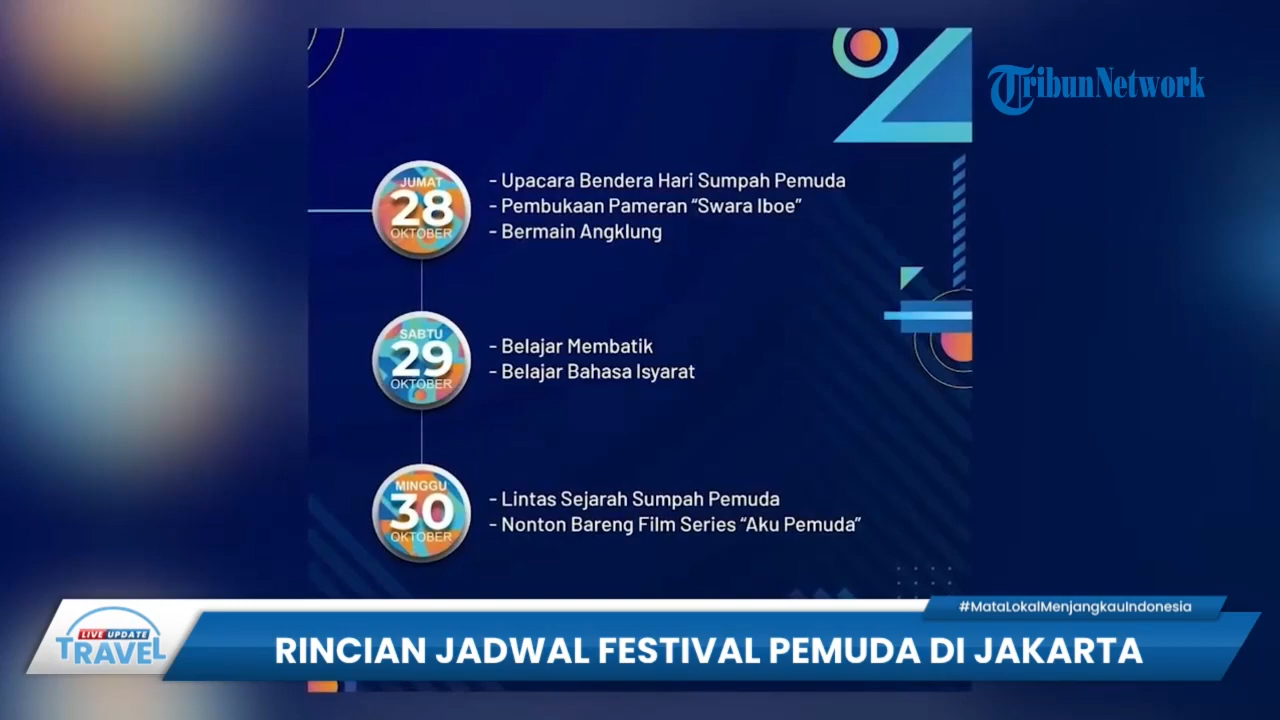 TribunNetwork
JUMAT
28
OKTOBER
- Upacara Bendera Hari Sumpah Pemuda
- Pembukaan Pameran “Swara Iboe”
- Bermain Angklung
SABTU
29
OKTOBER
- Belajar Membatik
- Belajar Bahasa Isyarat
MINGGU
30
OKTOBER
- Lintas Sejarah Sumpah Pemuda
- Nonton Bareng Film Series “Aku Pemuda”
#MataLokalMenjangkauIndonesia
LIVE UPDATE
TRAVEL
RINCIAN JADWAL FESTIVAL PEMUDA DI JAKARTA